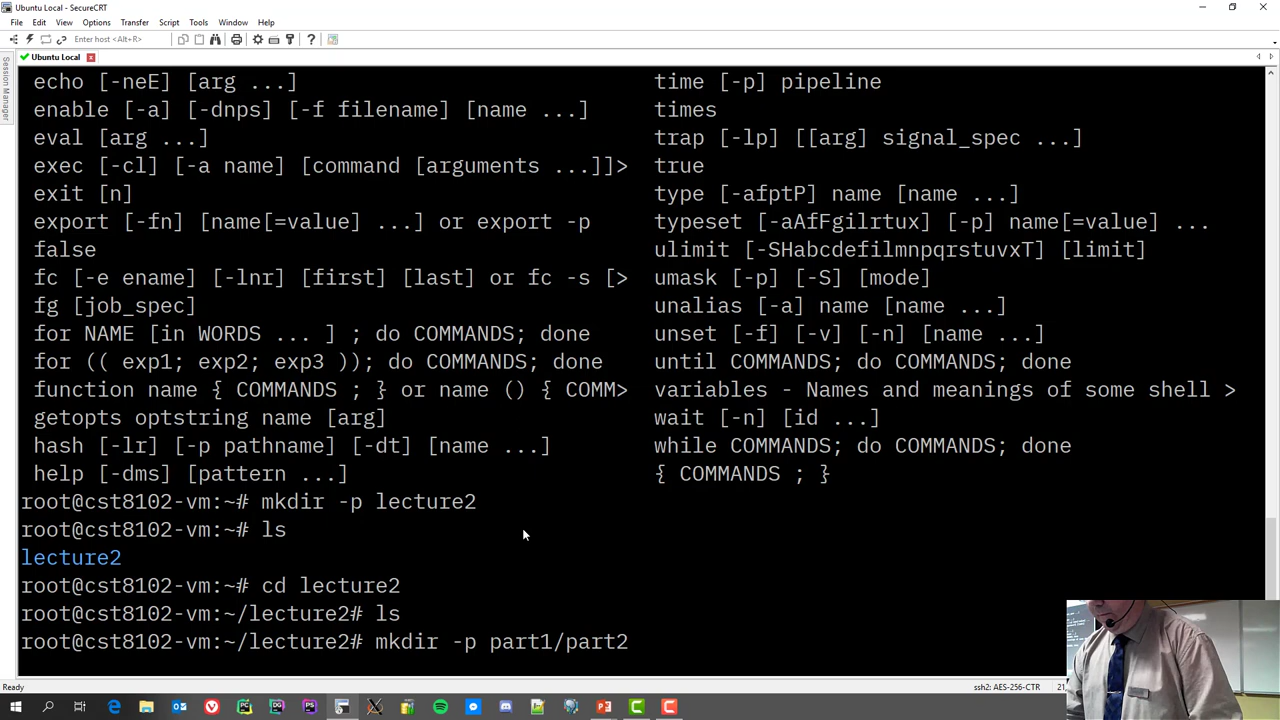 Ubuntu Local - SecureCRT
File Edit View Options Transfer Script Tools Window Help
Enter host <Alt+R>
Ubuntu Local
Session Manager
echo [-neE] [arg ...]
enable [-a] [-dnps] [-f filename] [name ...]
eval [arg ...]
exec [-cl] [-a name] [command [arguments ...]]>
exit [n]
export [-fn] [name[=value] ...] or export -p
false
fc [-e ename] [-lnr] [first] [last] or fc -s [>
fg [job_spec]
for NAME [in WORDS ... ] ; do COMMANDS; done
for (( exp1; exp2; exp3 )); do COMMANDS; done
function name { COMMANDS ; } or name () { COMM>
getopts optstring name [arg]
hash [-lr] [-p pathname] [-dt] [name ...]
help [-dms] [pattern ...]
time [-p] pipeline
times
trap [-lp] [[arg] signal_spec ...]
true
type [-afptP] name [name ...]
typeset [-aAfFgilrtux] [-p] name[=value] ...
ulimit [-SHabcdefilmnpqrstuvxT] [limit]
umask [-p] [-S] [mode]
unalias [-a] name [name ...]
unset [-f] [-v] [-n] [name ...]
until COMMANDS; do COMMANDS; done
variables - Names and meanings of some shell >
wait [-n] [id ...]
while COMMANDS; do COMMANDS; done
{ COMMANDS ; }
root@cst8102-vm:~# mkdir -p lecture2
root@cst8102-vm:~# ls
lecture2
root@cst8102-vm:~# cd lecture2
root@cst8102-vm:~/lecture2# ls
root@cst8102-vm:~/lecture2# mkdir -p part1/part2
Ready
ssh2: AES-256-CTR